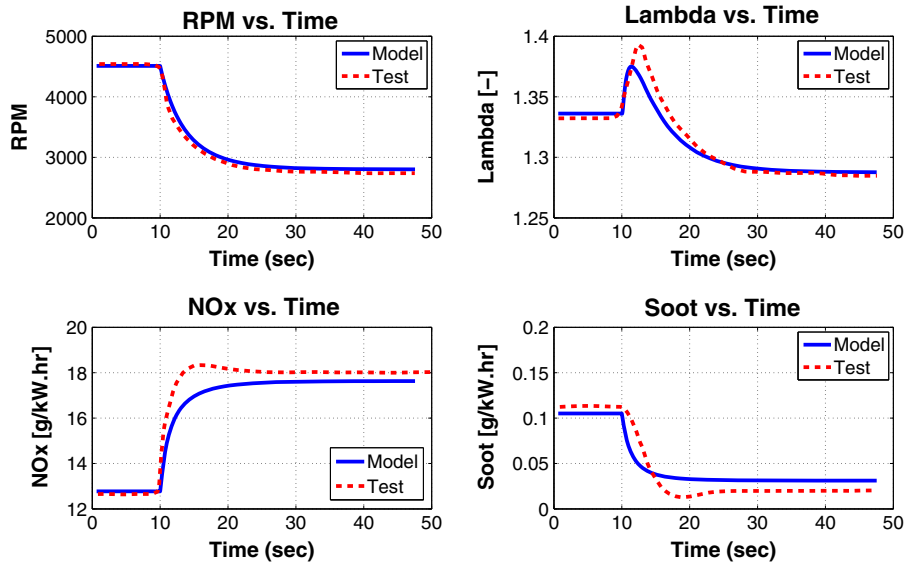 RPM vs. Time
5000
4000
3000
2000
RPM
0 10 20 30 40 50
Time (sec)
Model
Test
Lambda vs. Time
1.4
1.35
1.3
1.25
Lambda [−]
0 10 20 30 40 50
Time (sec)
Model
Test
NOx vs. Time
20
18
16
14
12
NOx [g/kW.hr]
0 10 20 30 40 50
Time (sec)
Model
Test
Soot vs. Time
0.2
0.15
0.1
0.05
0
Soot [g/kW.hr]
0 10 20 30 40 50
Time (sec)
Model
Test